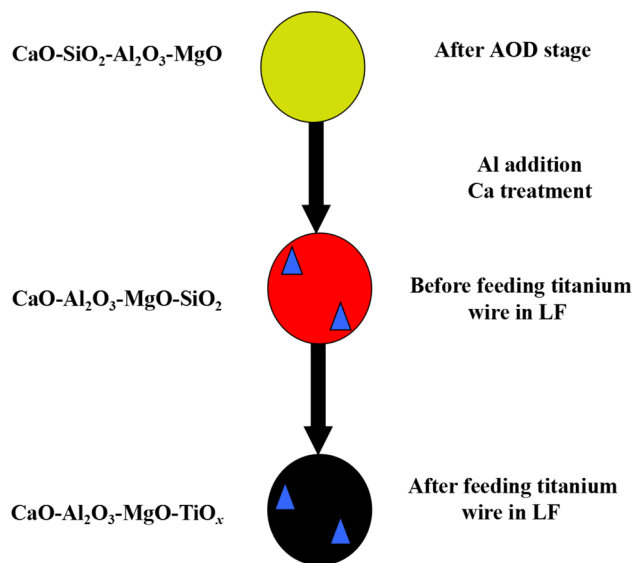 CaO-SiO₂-Al₂O₃-MgO
After AOD stage
Al addition
Ca treatment
CaO-Al₂O₃-MgO-SiO₂
Before feeding titanium
wire in LF
CaO-Al₂O₃-MgO-TiOₓ
After feeding titanium
wire in LF